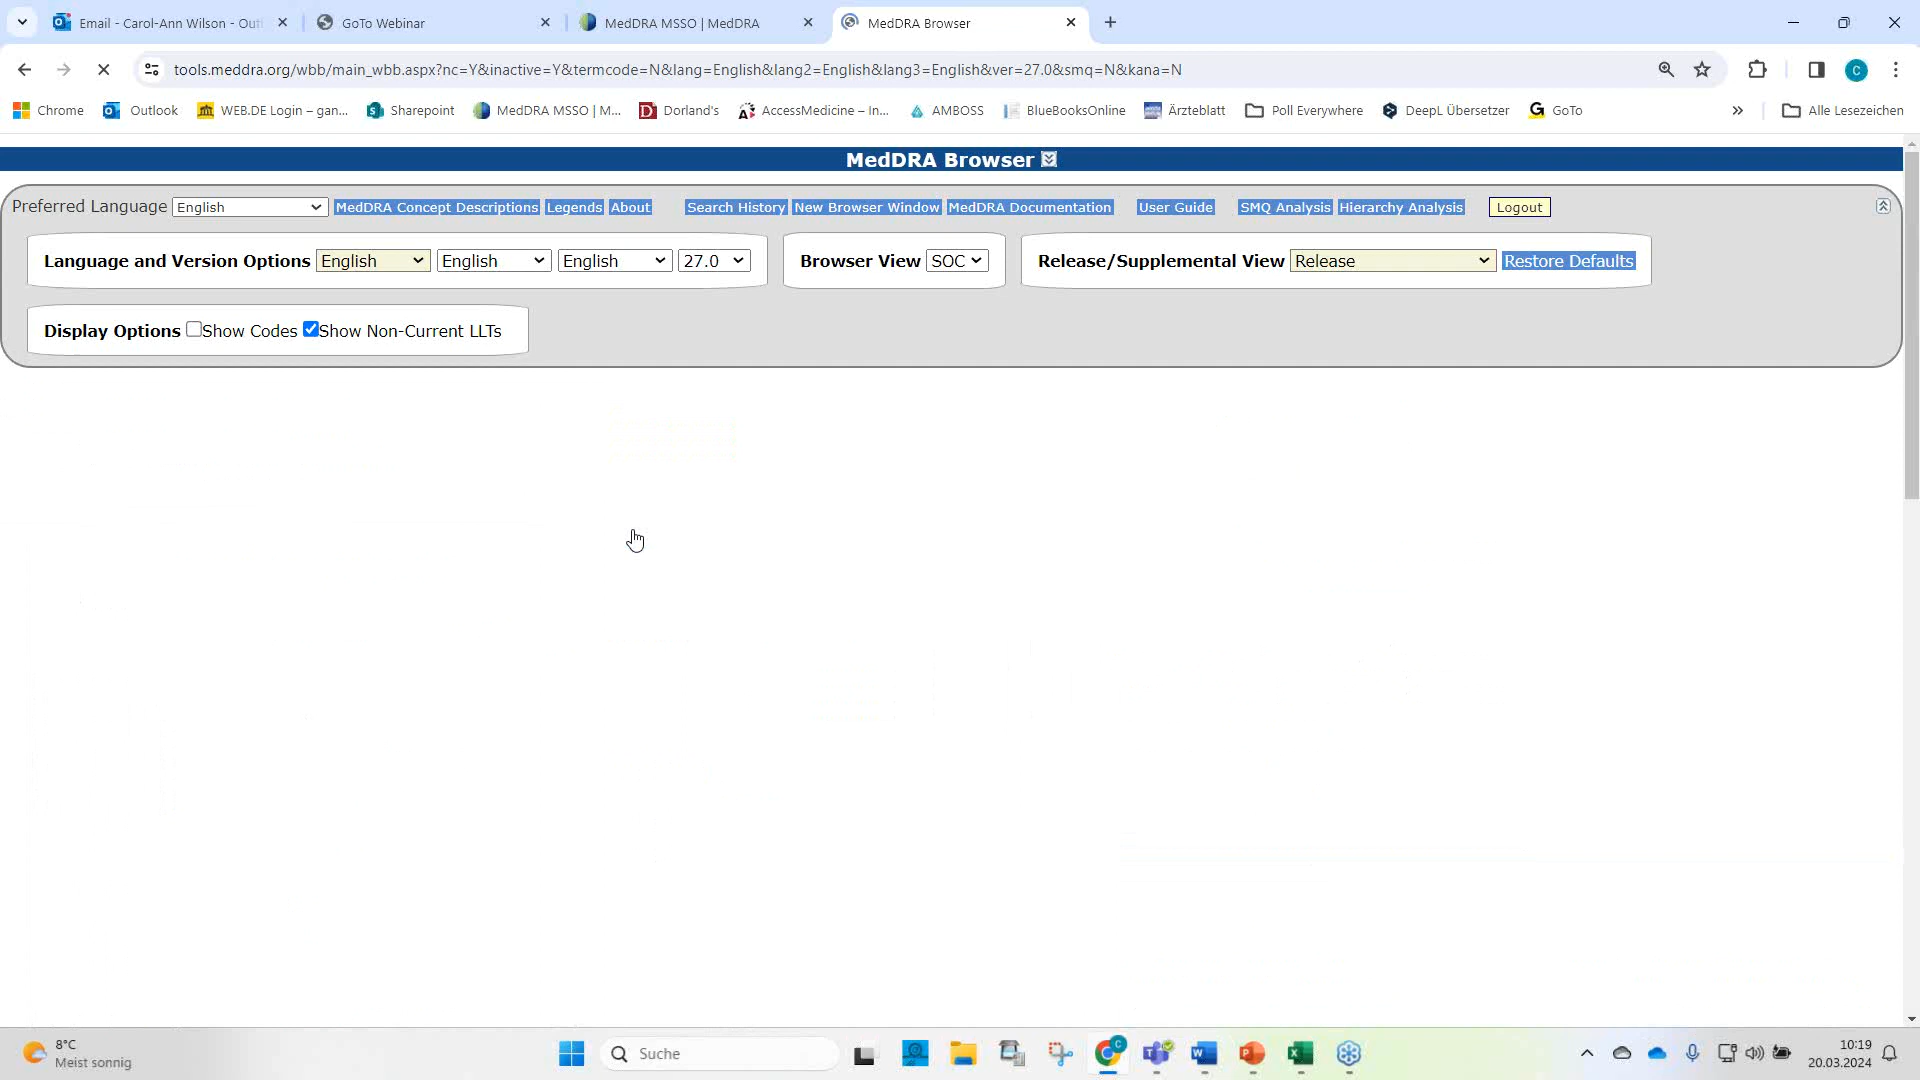 Email - Carol-Ann Wilson - Out
GoTo Webinar
MedDRA MSSO | MedDRA
MedDRA Browser
tools.meddra.org/wbb/main_wbb.aspx?nc=Y&inactive=Y&termcode=N&lang=English&lang2=English&lang3=English&ver=27.0&smq=N&kana=N
C
Chrome
Outlook
WEB.DE Login – gan...
Sharepoint
MedDRA MSSO | M...
Dorland's
AccessMedicine – In...
AMBOSS
BlueBooksOnline
Ärzteblatt
Poll Everywhere
DeepL Übersetzer
GoTo
»
Alle Lesezeichen
MedDRA Browser
Preferred Language English MedDRA Concept Descriptions Legends About Search History New Browser Window MedDRA Documentation User Guide SMQ Analysis Hierarchy Analysis Logout
Language and Version Options English English English 27.0 Browser View SOC Release/Supplemental View Release Restore Defaults
Display Options Show Codes Show Non-Current LLTs
8°C
Meist sonnig
Suche
10:19
20.03.2024